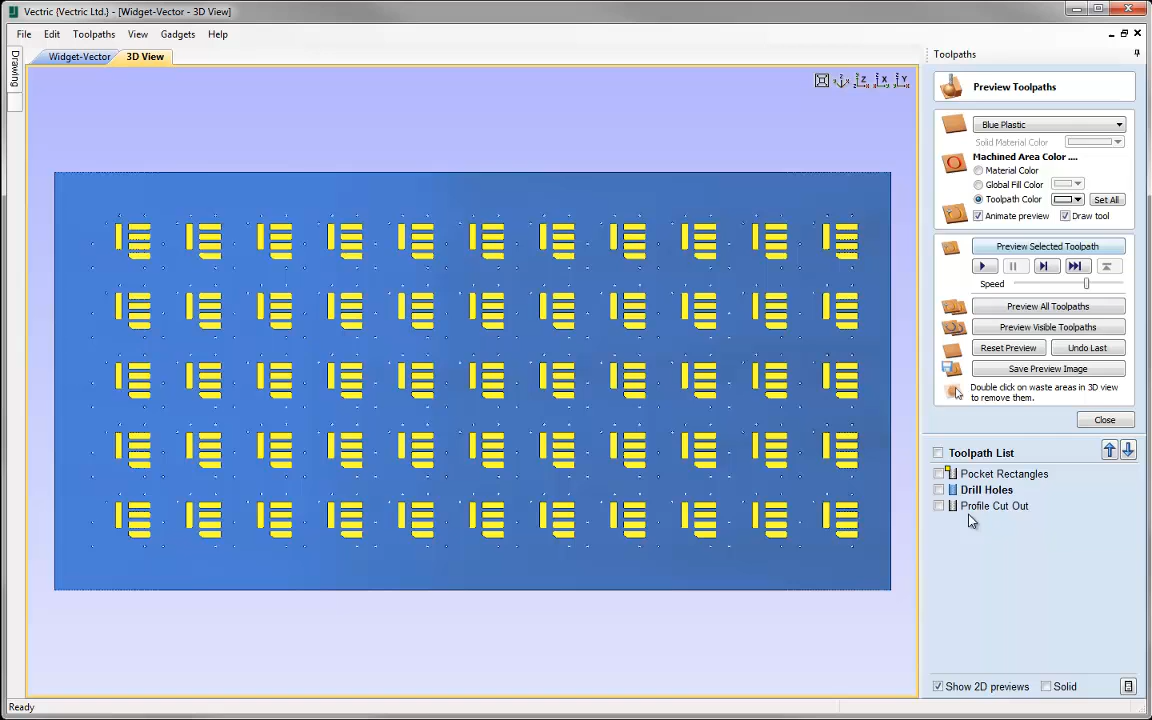 Vectric {Vectric Ltd.} - [Widget-Vector - 3D View]
File Edit Toolpaths View Gadgets Help
Drawing
Widget-Vector 3D View
Toolpaths
Preview Toolpaths
Blue Plastic
Solid Material Color
Machined Area Color ....
Material Color
Global Fill Color
Toolpath Color Set All
Animate preview Draw tool
Preview Selected Toolpath
Speed
Preview All Toolpaths
Preview Visible Toolpaths
Reset Preview Undo Last
Save Preview Image
Double click on waste areas in 3D view
to remove them.
Close
Toolpath List
Pocket Rectangles
Drill Holes
Profile Cut Out
Show 2D previews Solid
Ready